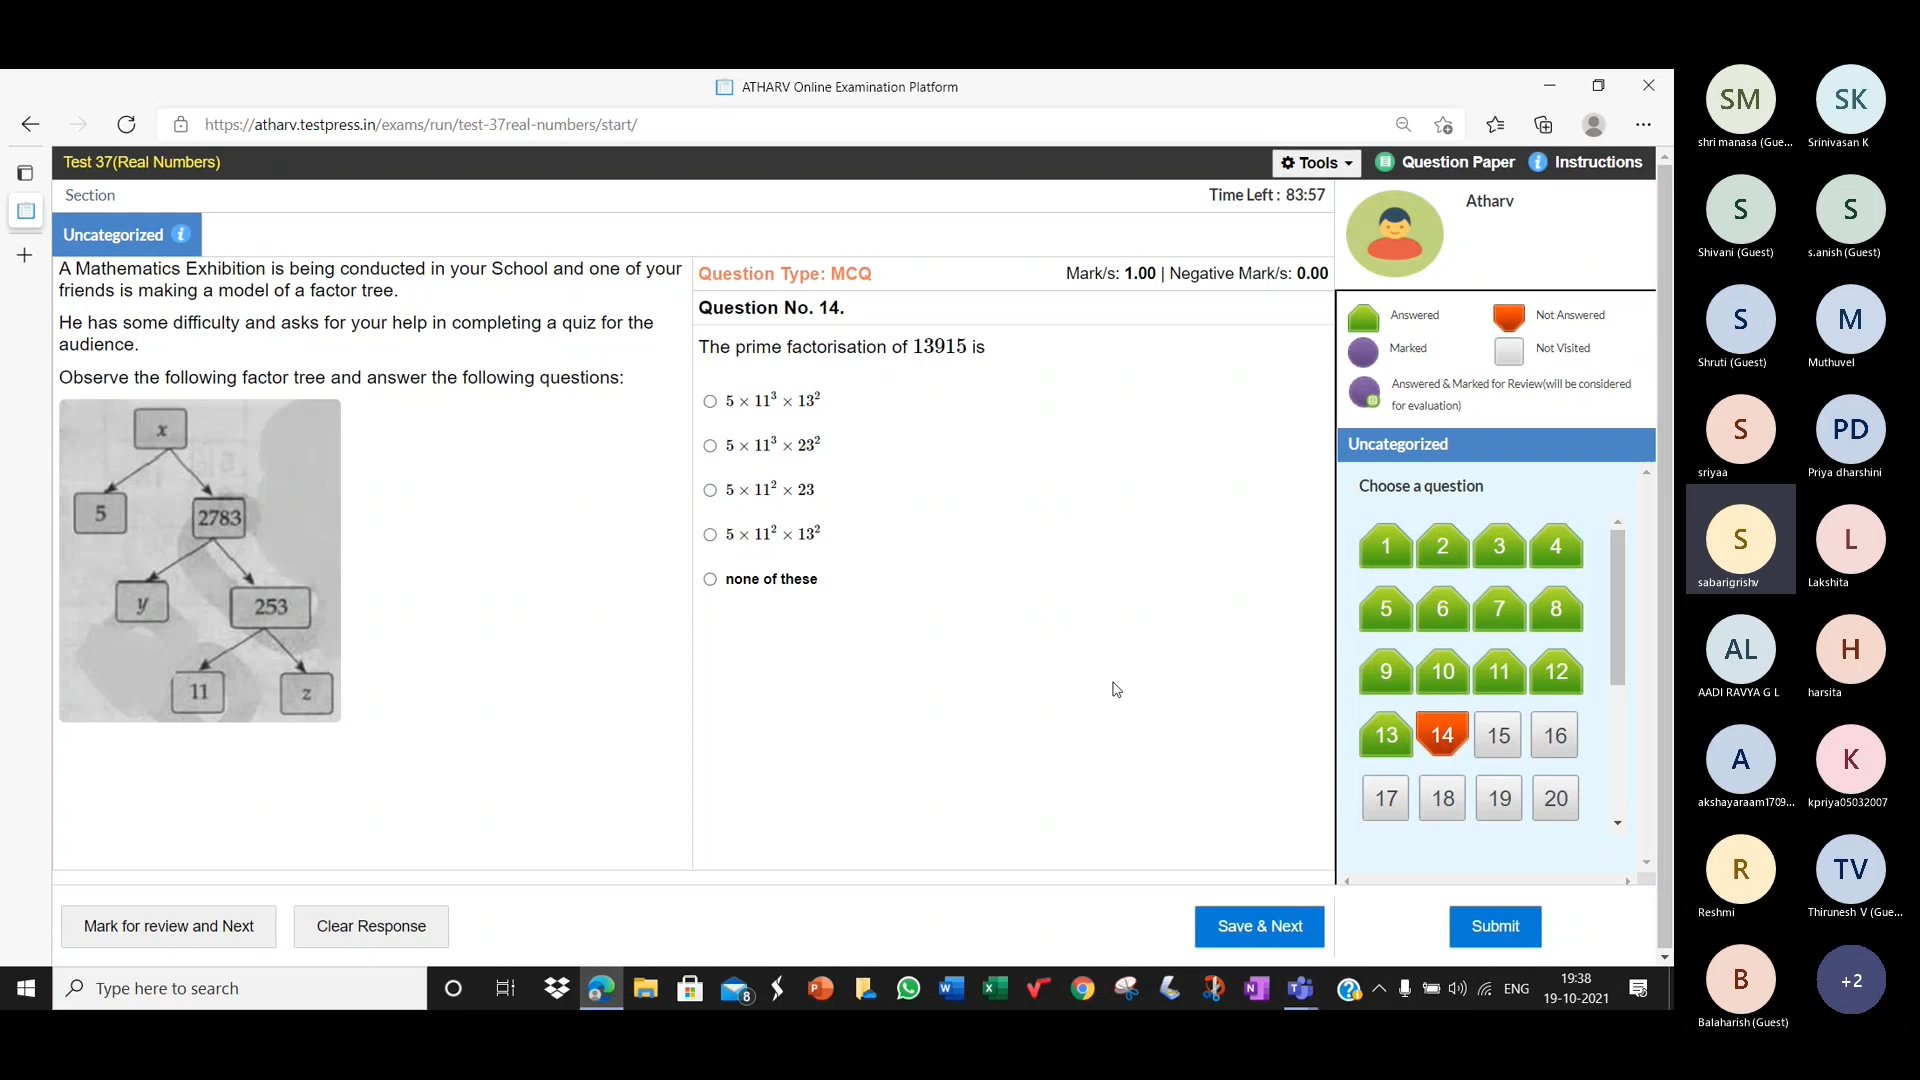 ATHARV Online Examination Platform
https://atharv.testpress.in/exams/run/test-37real-numbers/start/
Test 37(Real Numbers)
Tools
Question Paper
Instructions
Section
Time Left : 83:57
Uncategorized
A Mathematics Exhibition is being conducted in your School and one of your
friends is making a model of a factor tree.
He has some difficulty and asks for your help in completing a quiz for the
audience.
Observe the following factor tree and answer the following questions:
x
5
2783
y
253
11
z
Question Type: MCQ
Mark/s: 1.00 | Negative Mark/s: 0.00
Question No. 14.
The prime factorisation of 13915 is
5 × 11³ × 13²
5 × 11³ × 23²
5 × 11² × 23
5 × 11² × 13²
none of these
Atharv
Answered
Not Answered
Marked
Not Visited
Answered & Marked for Review(will be considered
for evaluation)
Uncategorized
Choose a question
1 2 3 4
5 6 7 8
9 10 11 12
13 14 15 16
17 18 19 20
Mark for review and Next
Clear Response
Save & Next
Submit
Type here to search
8
ENG
19:38
19-10-2021
SM
shri manasa (Gue...
SK
Srinivasan K
S
Shivani (Guest)
S
s.anish (Guest)
S
Shruti (Guest)
M
Muthuvel
S
sriyaa
PD
Priya dharshini
S
sabarigrishv
L
Lakshita
AL
AADI RAVYA G L
H
harsita
A
akshayaraam1709...
K
kpriya05032007
R
Reshmi
TV
Thirunesh V (Gue...
B
Balaharish (Guest)
+2